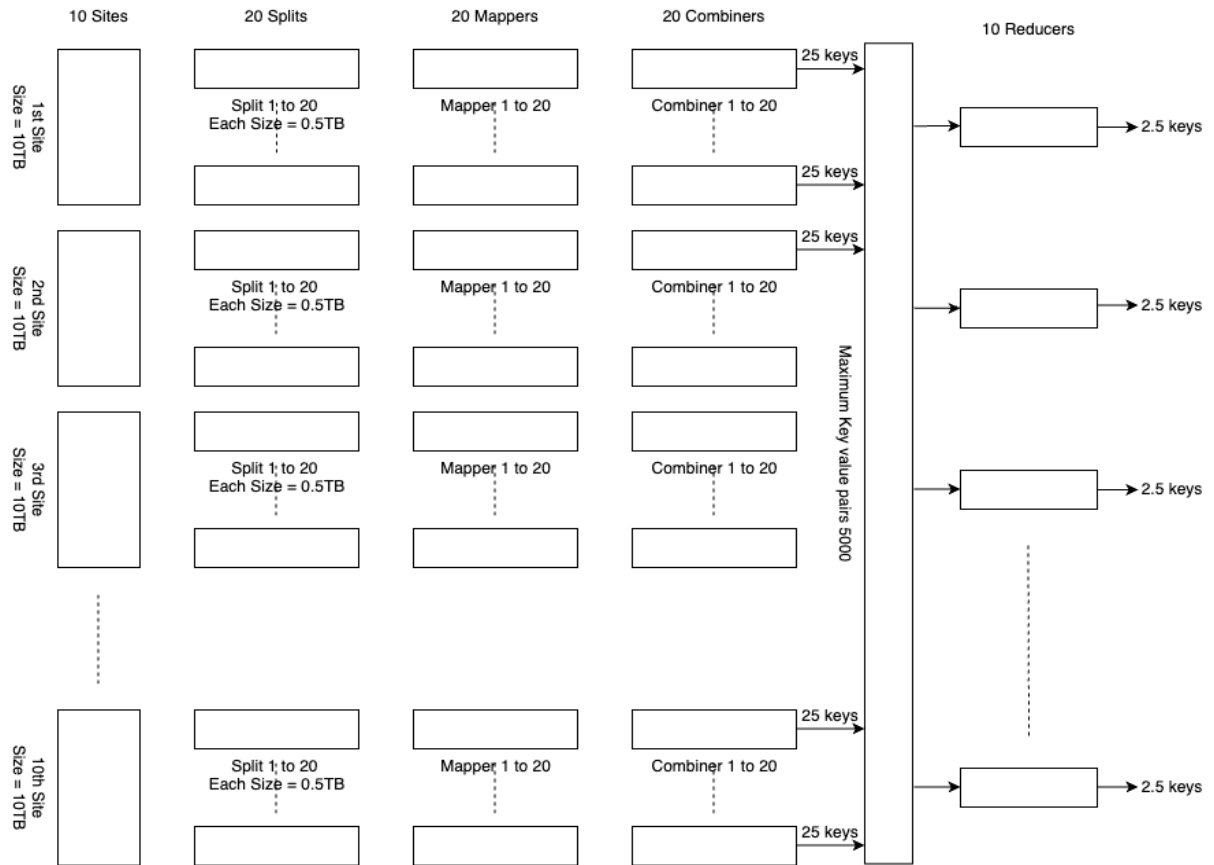 10 Sites
20 Splits
20 Mappers
20 Combiners
10 Reducers
1st Site
Size = 10TB
Split 1 to 20
Each Size = 0.5TB
Mapper 1 to 20
Combiner 1 to 20
25 keys
25 keys
2.5 keys
2nd Site
Size = 10TB
Split 1 to 20
Each Size = 0.5TB
Mapper 1 to 20
Combiner 1 to 20
25 keys
2.5 keys
Maximum Key value pairs 5000
3rd Site
Size = 10TB
Split 1 to 20
Each Size = 0.5TB
Mapper 1 to 20
Combiner 1 to 20
2.5 keys
10th Site
Size = 10TB
Split 1 to 20
Each Size = 0.5TB
Mapper 1 to 20
Combiner 1 to 20
25 keys
25 keys
2.5 keys